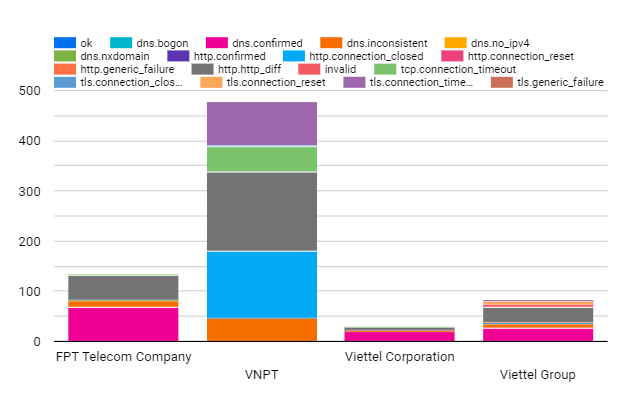 ok dns.bogon dns.confirmed dns.inconsistent dns.no_ipv4
dns.nxdomain http.confirmed http.connection_closed http.connection_reset
http.generic_failure http.http_diff invalid tcp.connection_timeout
tls.connection_clos… tls.connection_reset tls.connection_time… tls.generic_failure
500
400
300
200
100
0
FPT Telecom Company
VNPT
Viettel Corporation
Viettel Group